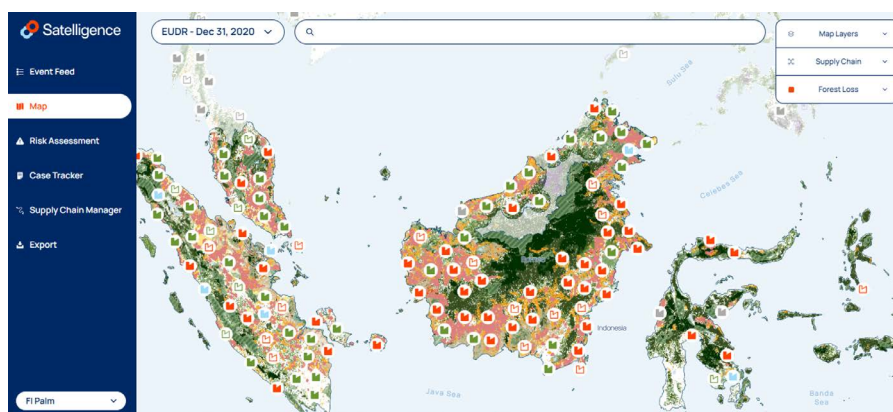 Satelligence
EUDR - Dec 31, 2020
Map Layers
Supply Chain
Forest Loss
Event Feed
Map
Risk Assessment
Case Tracker
Supply Chain Manager
Export
FI Palm
Sulu Sea
Celebes Sea
Borneo
Indonesia
Java Sea
Banda
Sea